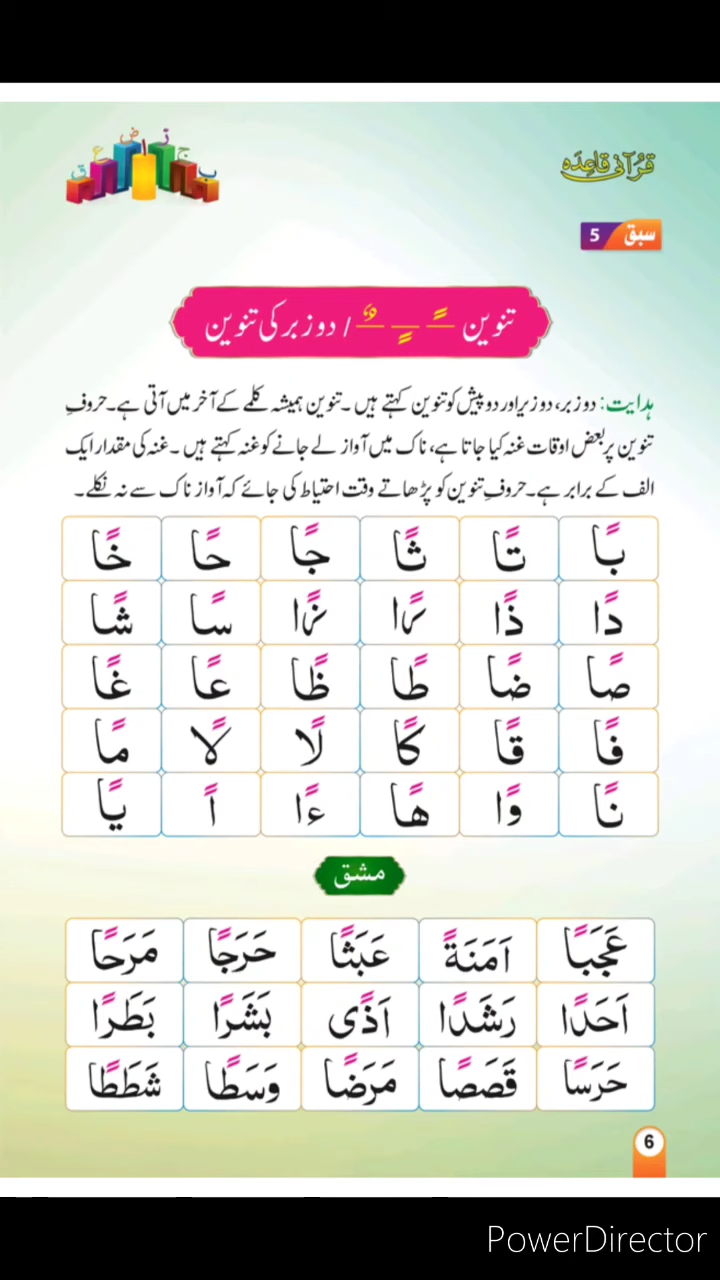 ق ع ض ت ج ب
قرآنی قاعدہ
سبق 5
تنوین ـً ـٍ ـٌ / دو زبر کی تنوین
ہدایت: دو زبر، دو زیر اور دو پیش کو تنوین کہتے ہیں۔ تنوین ہمیشہ کلمے کے آخر میں آتی ہے۔ حروفِ
تنوین پر بعض اوقات غنہ کیا جاتا ہے، ناک میں آواز لے جانے کو غنہ کہتے ہیں۔ غنہ کی مقدار ایک
الف کے برابر ہے۔ حروفِ تنوین کو پڑھاتے وقت احتیاط کی جائے کہ آواز ناک سے نہ نکلے۔
بًا تًا ثًا جًا حًا خًا
دًا ذًا رًا زًا سًا شًا
صًا ضًا طًا ظًا عًا غًا
فًا قًا كًا لًا لًا مًا
نًا وًا هًا ءًا اً يًا
مشق
عَجَبًا اَمَنَةً عَبَثًا حَرَجًا مَرَحًا
اَحَدًا رَشَدًا اَذًى بَشَرًا بَطَرًا
حَرَسًا قَصَصًا مَرَضًا وَسَطًا شَطَطًا
6
PowerDirector